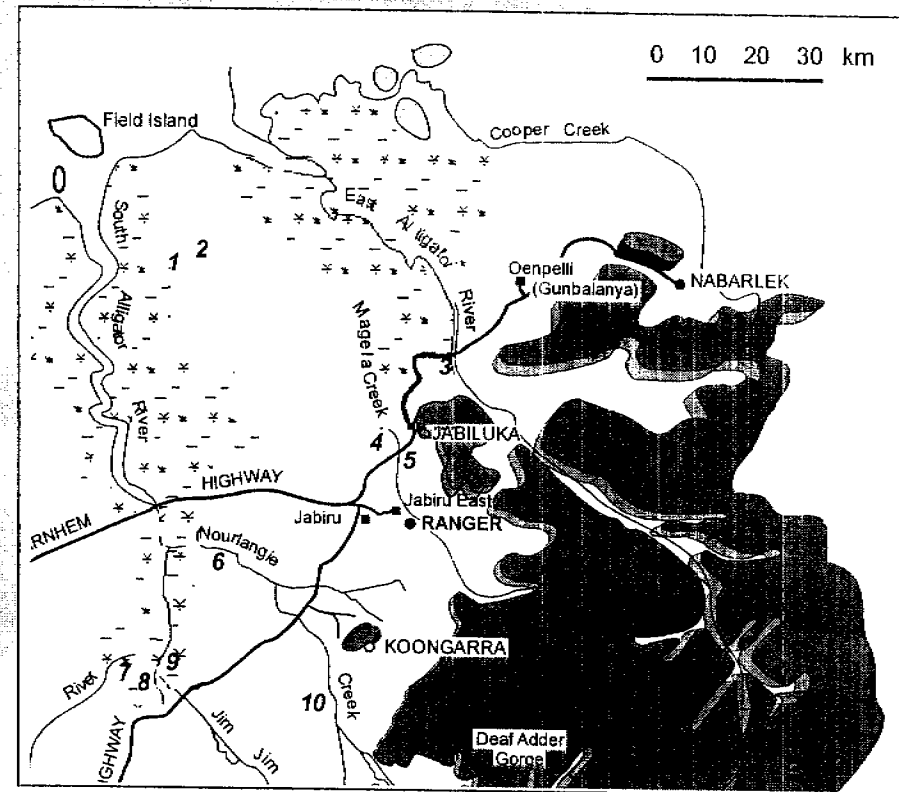 0 10 20 30 km
Field Island
Cooper Creek
East Alligator River
South Alligator River
1
2
Oenpelli
(Gunbalanya)
NABARLEK
Magela Creek
3
JABILUKA
4
5
HIGHWAY
Jabiru East
Jabiru
RANGER
RNHEM
Nourlangie
6
KOONGARRA
River
7
8
9
10
Creek
IGHWAY
Jim
Jim
Deaf Adder
Gorge